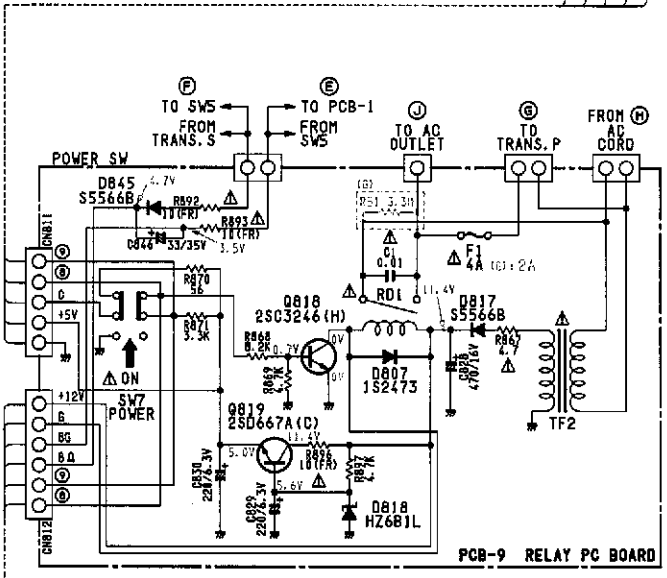 Ⓕ
TO SW5
FROM
TRANS. S
Ⓔ
TO PCB-1
FROM
SW5
Ⓙ
TO AC
OUTLET
Ⓖ
TO
TRANS. P
FROM Ⓗ
AC
CORD
POWER SW
D845
S5566B
4.7V
R892
10(FR)
R893
10(FR)
C846
33/35V
3.5V
(G)
R51 3.3M
C1
0.01
RD1
F1
4A (G):2A
11.4V
CN811
⑨
⑧
G
+5V
R870
56
R871
3.3K
ON
SW7
POWER
R868
8.2K
0.7V
R869
4.7K
Q818
2SC3246(H)
0V
0V
D807
1S2473
D817
S5566B
R867
4.7
470/16V
TF2
+12V
G
BG
BΩ
⑨
⑧
CN812
Q819
2SD667A(C)
5.0V
11.4V
R896
10(FR)
R897
4.7K
5.6V
C830
220/6.3V
C829
220/6.3V
D818
HZ6B1L
PCB-9 RELAY PC BOARD